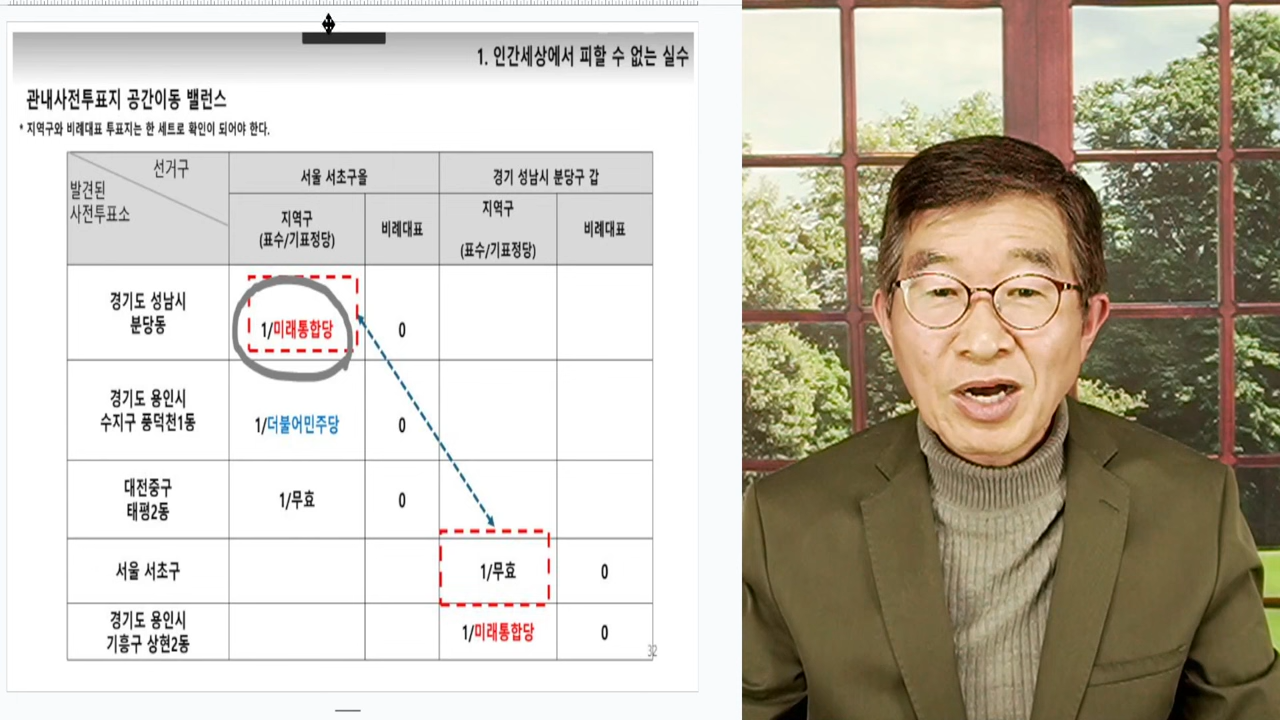 1. 인간세상에서 피할 수 없는 실수
관내사전투표지 공간이동 밸런스
* 지역구와 비례대표 투표지는 한 세트로 확인이 되어야 한다.
선거구
발견된
사전투표소
서울 서초구을
경기 성남시 분당구 갑
지역구
(표수/기표정당)
비례대표
지역구
(표수/기표정당)
비례대표
경기도 성남시
분당동
1/미래통합당
0
경기도 용인시
수지구 풍덕천1동
1/더불어민주당
0
대전중구
태평2동
1/무효
0
서울 서초구
1/무효
0
경기도 용인시
기흥구 상현2동
1/미래통합당
0
32